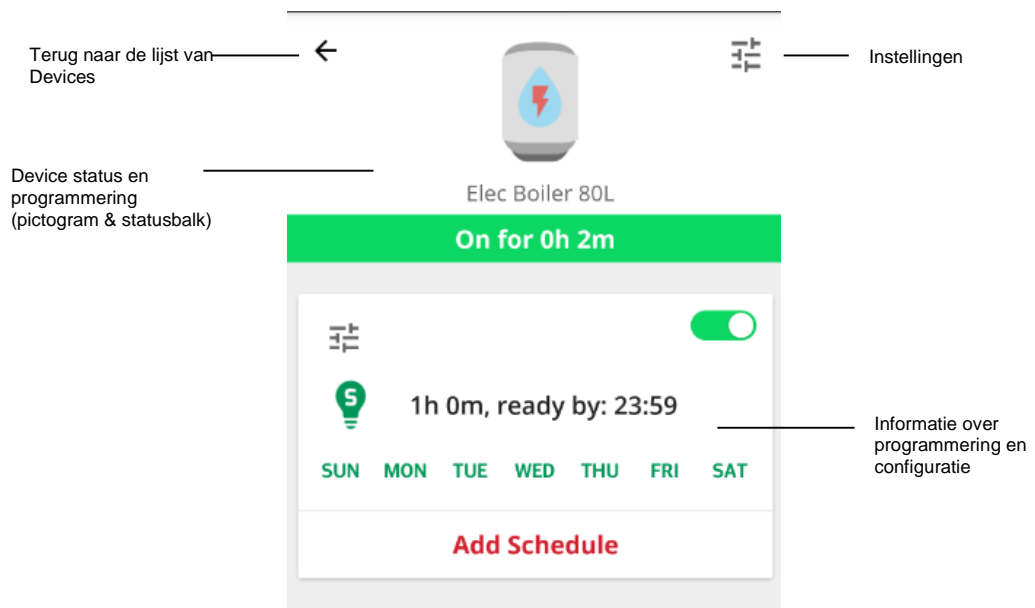 Terug naar de lijst van
Devices
Instellingen
Device status en
programmering
(pictogram & statusbalk)
Elec Boiler 80L
On for 0h 2m
S
1h 0m, ready by: 23:59
SUN MON TUE WED THU FRI SAT
Informatie over
programmering en
configuratie
Add Schedule